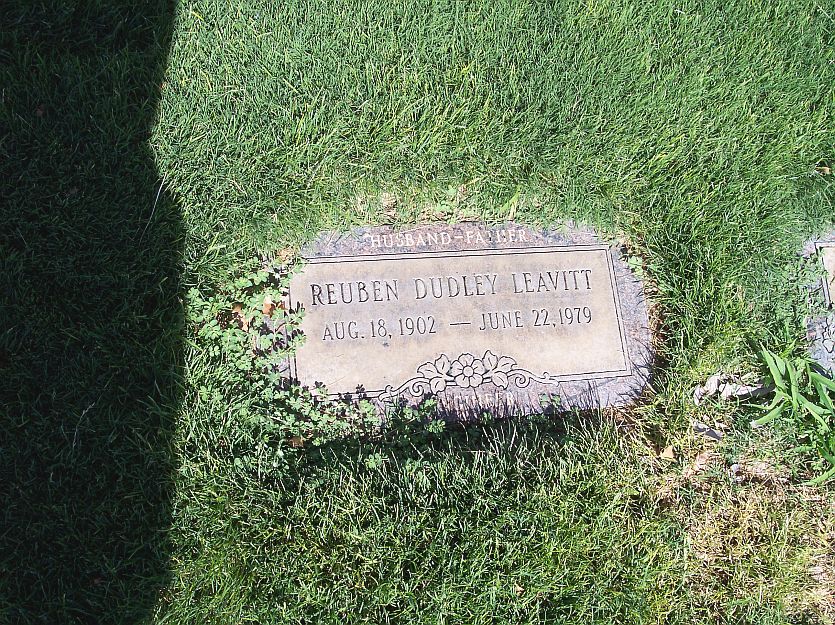 HUSBAND - FATHER
REUBEN DUDLEY LEAVITT
AUG. 18, 1902 — JUNE 22, 1979